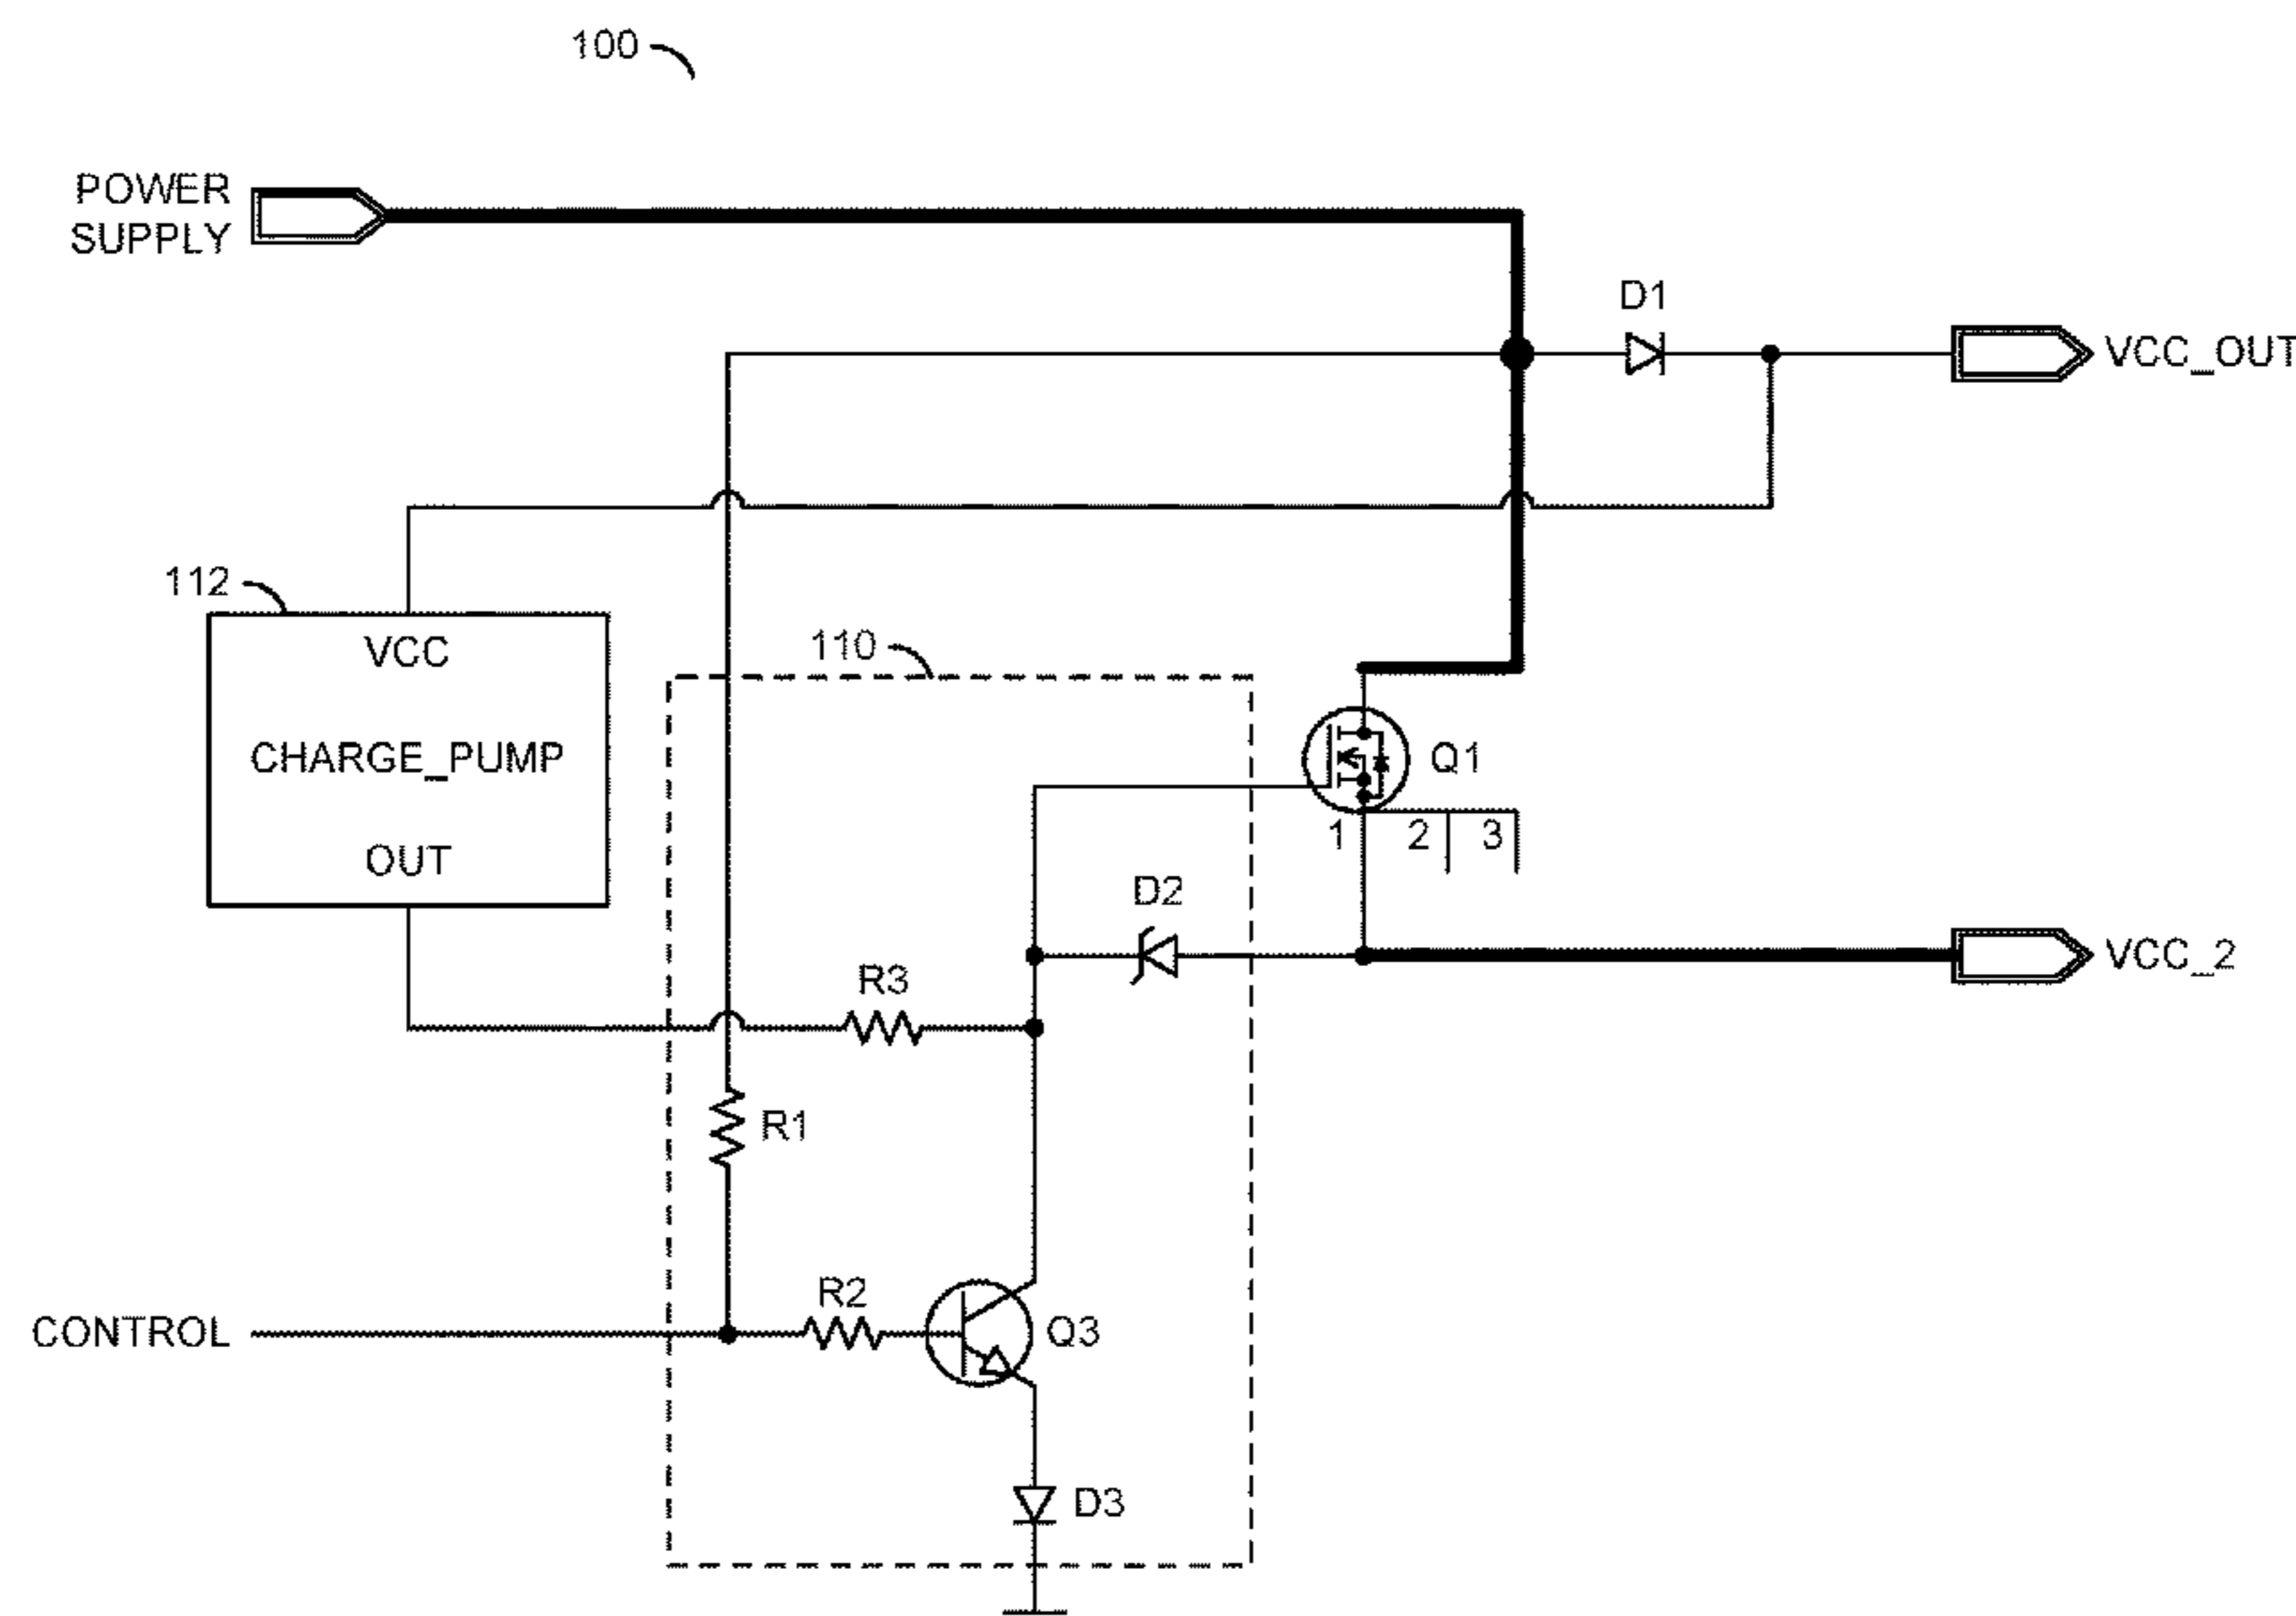 100
POWER
SUPPLY
D1
VCC_OUT
112
VCC
CHARGE_PUMP
OUT
110
Q1
1 2 3
D2
VCC_2
R3
R1
R2
CONTROL
Q3
D3